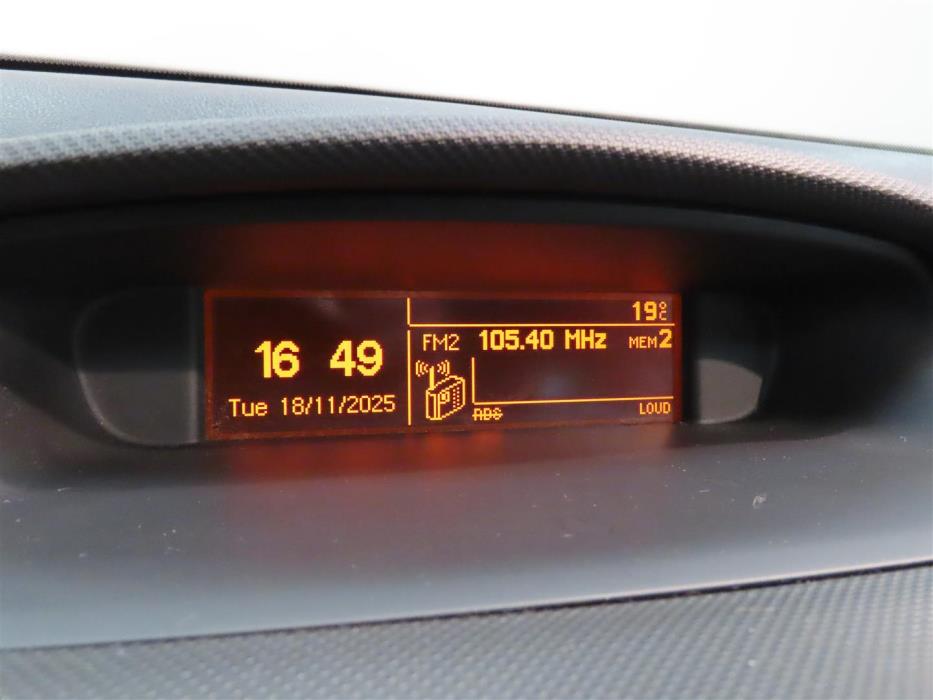 16 49
Tue 18/11/2025
19°C
FM2 105.40 MHz MEM2
RDS LOUD